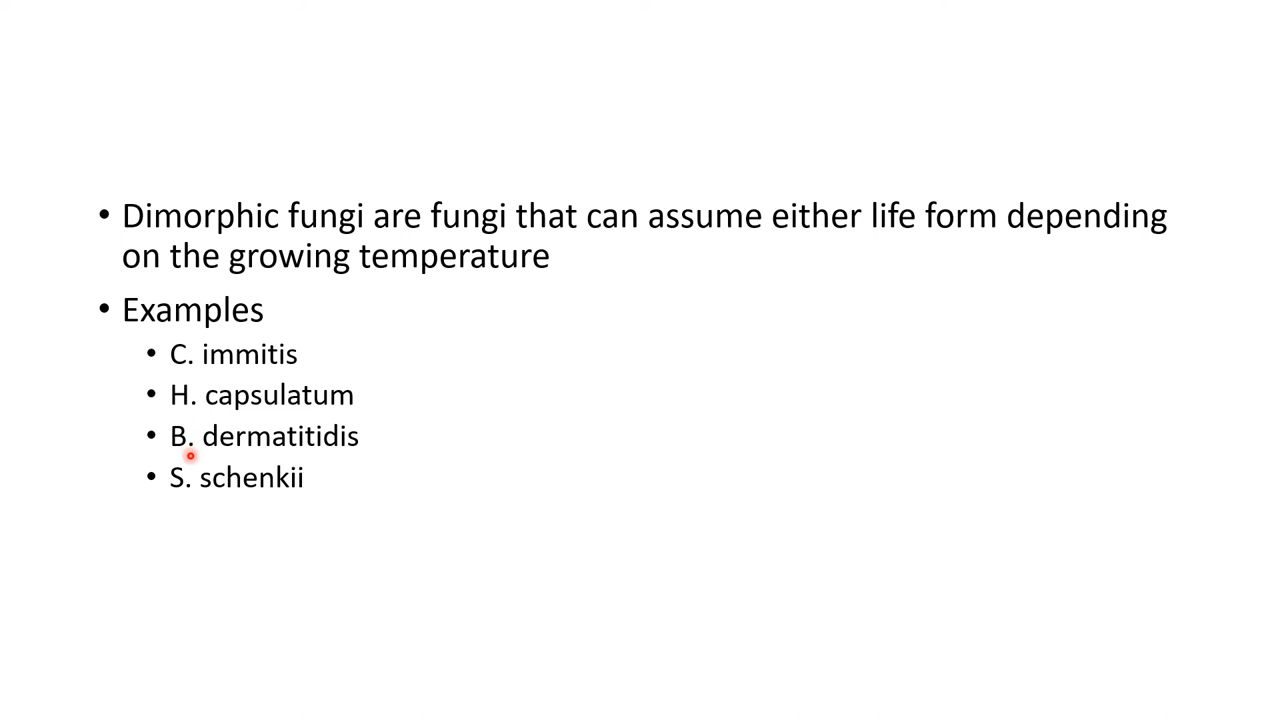 • Dimorphic fungi are fungi that can assume either life form depending
on the growing temperature
• Examples
• C. immitis
• H. capsulatum
• B. dermatitidis
• S. schenkii